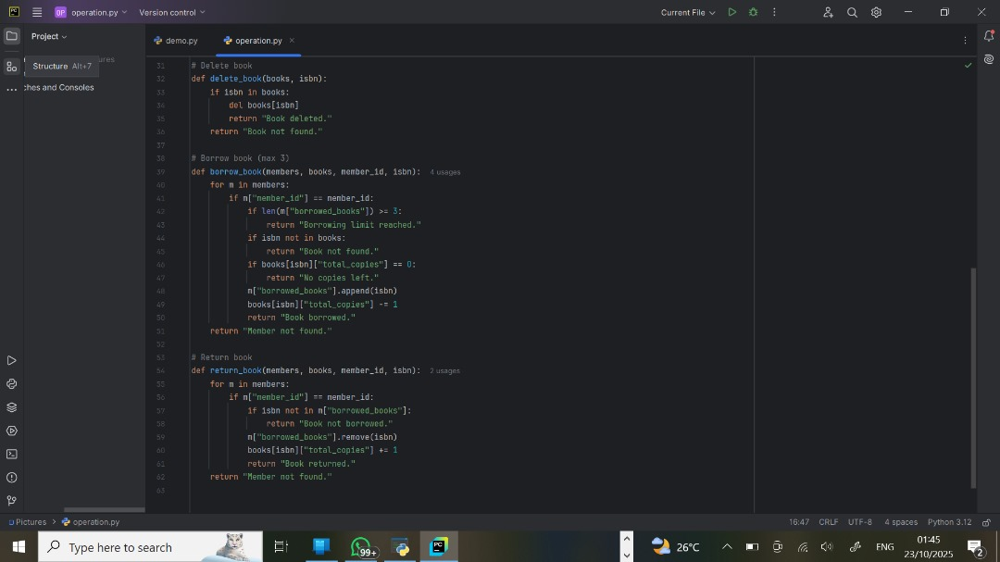 PC OP operation.py Version control Current File
Project
demo.py operation.py
Structure Alt+7
ches and Consoles
31 # Delete book
32 def delete_book(books, isbn):
33 if isbn in books:
34 del books[isbn]
35 return "Book deleted."
36 return "Book not found."
37
38 # Borrow book (max 3)
39 def borrow_book(members, books, member_id, isbn): 4 usages
40 for m in members:
41 if m["member_id"] == member_id:
42 if len(m["borrowed_books"]) >= 3:
43 return "Borrowing limit reached."
44 if isbn not in books:
45 return "Book not found."
46 if books[isbn]["total_copies"] == 0:
47 return "No copies left."
48 m["borrowed_books"].append(isbn)
49 books[isbn]["total_copies"] -= 1
50 return "Book borrowed."
51 return "Member not found."
52
53 # Return book
54 def return_book(members, books, member_id, isbn): 2 usages
55 for m in members:
56 if m["member_id"] == member_id:
57 if isbn not in m["borrowed_books"]:
58 return "Book not borrowed."
59 m["borrowed_books"].remove(isbn)
60 books[isbn]["total_copies"] += 1
61 return "Book returned."
62 return "Member not found."
63
Pictures > operation.py 16:47 CRLF UTF-8 4 spaces Python 3.12
Type here to search 99+ PC 26°C ENG 01:45
23/10/2025 2